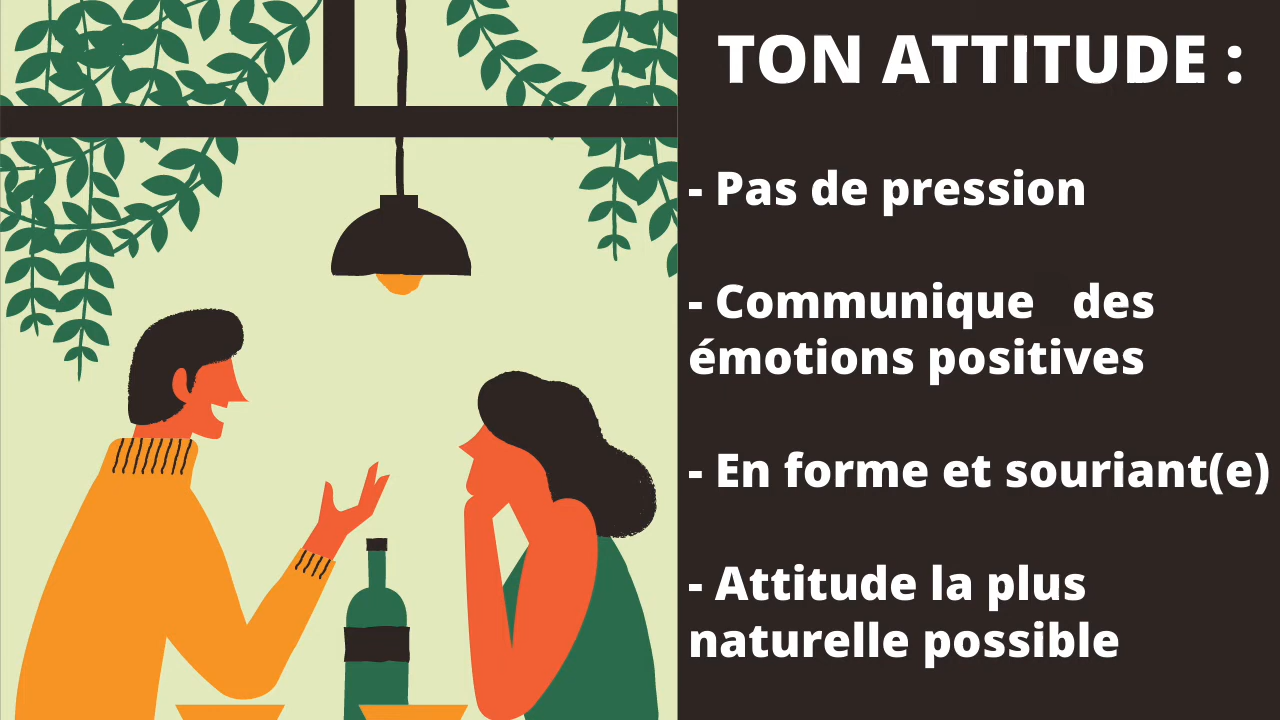 TON ATTITUDE :
- Pas de pression
- Communique des
émotions positives
- En forme et souriant(e)
- Attitude la plus
naturelle possible